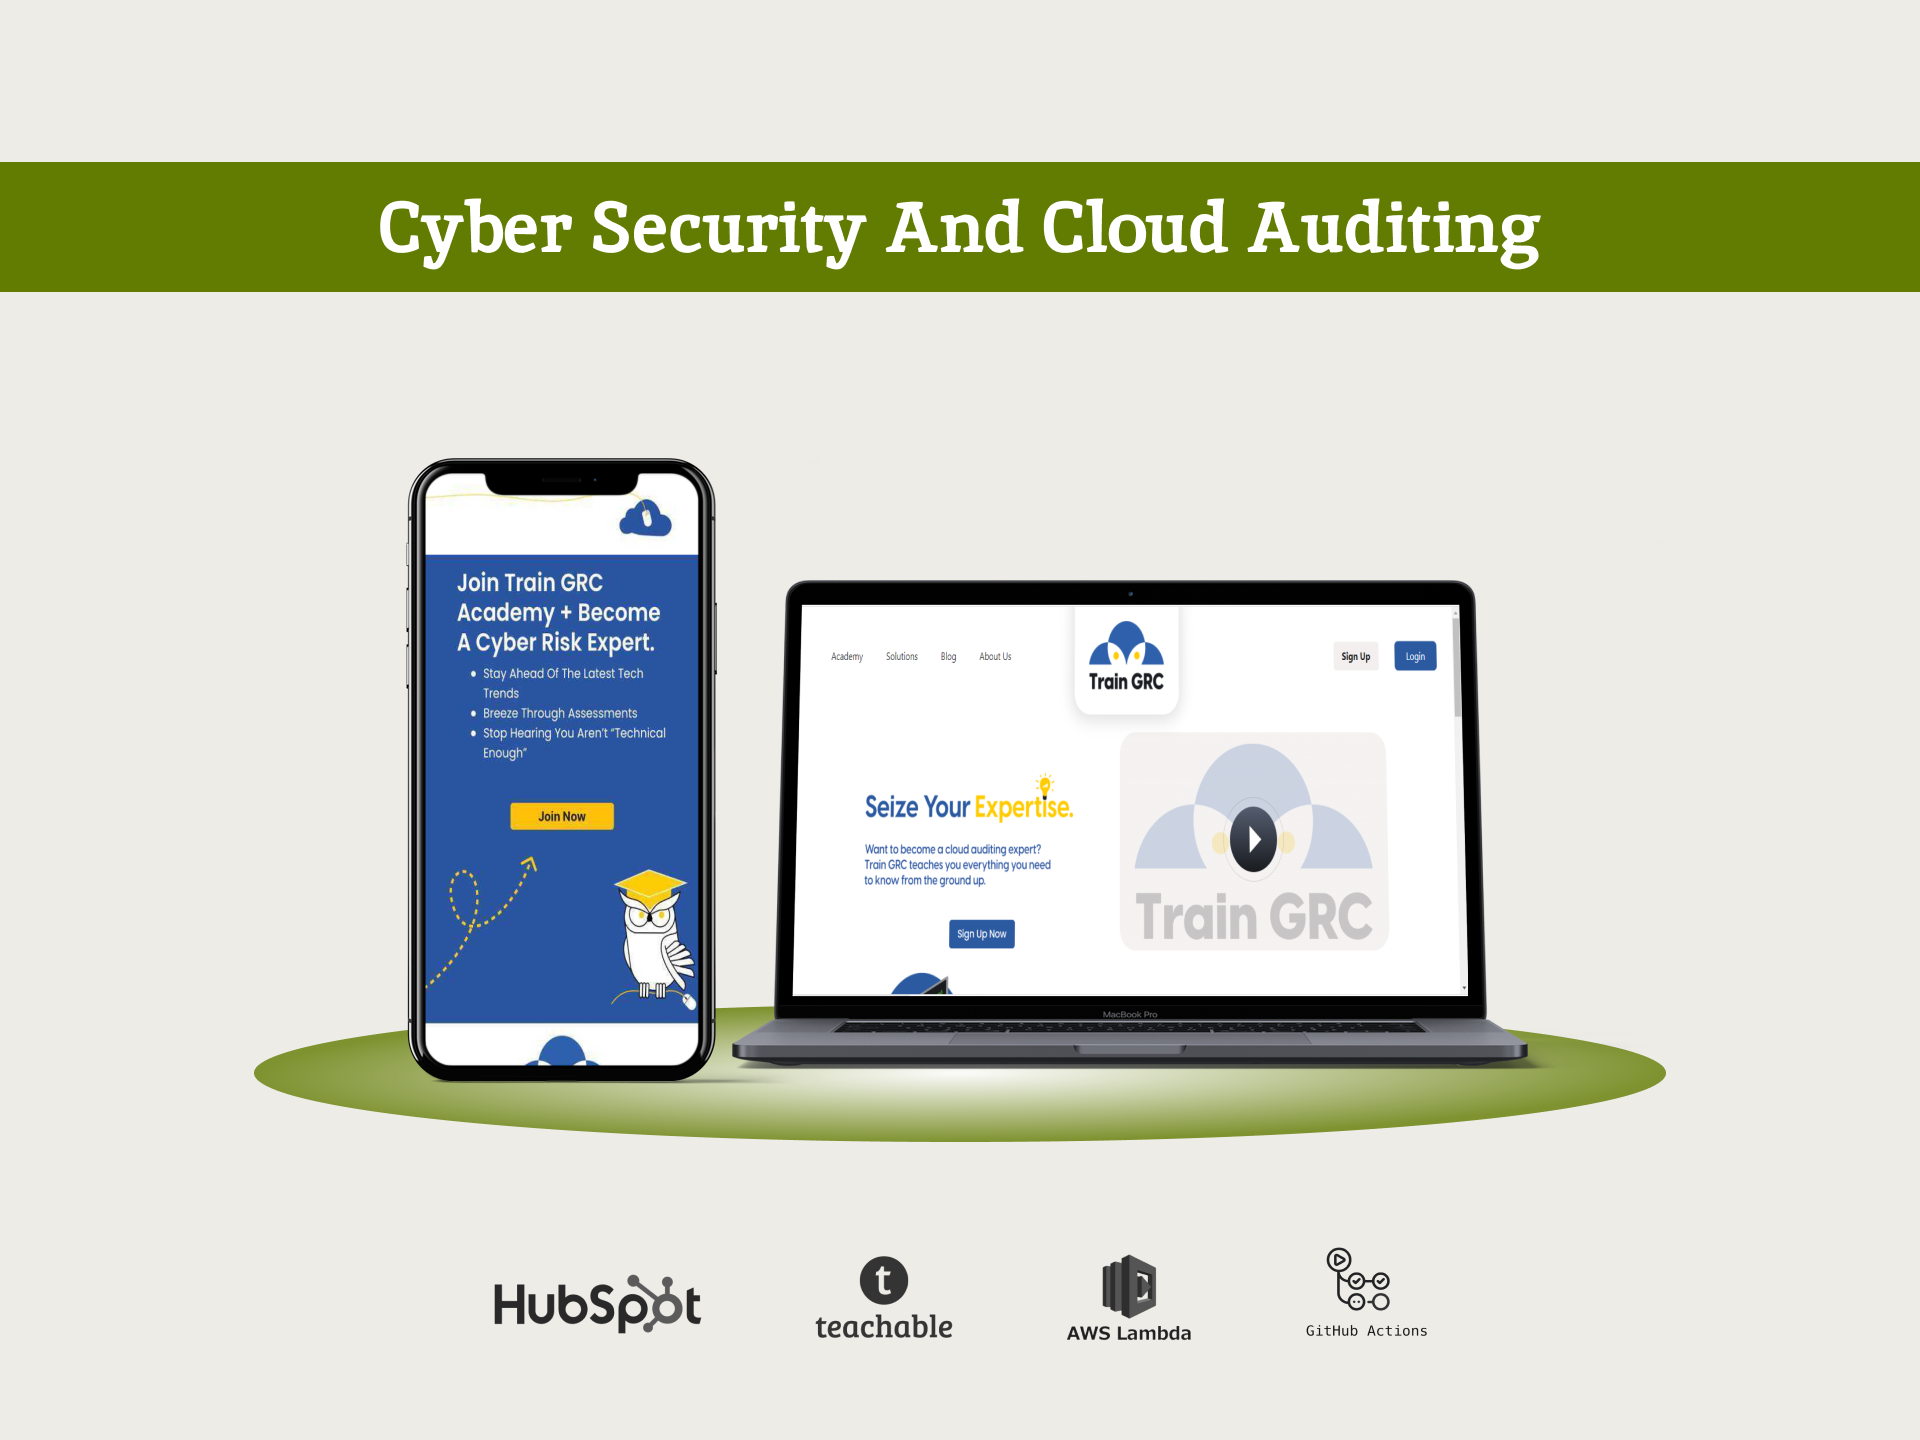 Cyber Security And Cloud Auditing
Join Train GRC
Academy + Become
A Cyber Risk Expert.
Stay Ahead Of The Latest Tech
Trends
Breeze Through Assessments
Stop Hearing You Aren't "Technical
Enough"
Join Now
Academy Solutions Blog About Us
Train GRC
Sign Up Login
Seize Your Expertise.
Want to become a cloud auditing expert?
Train GRC teaches you everything you need
to know from the ground up.
Sign Up Now
Train GRC
MacBook Pro
HubSpot
t
teachable
AWS Lambda
GitHub Actions